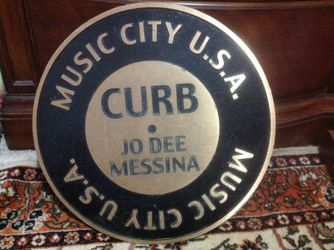 MUSIC CITY U.S.A.
CURB
JO DEE
MESSINA
MUSIC CITY U.S.A.